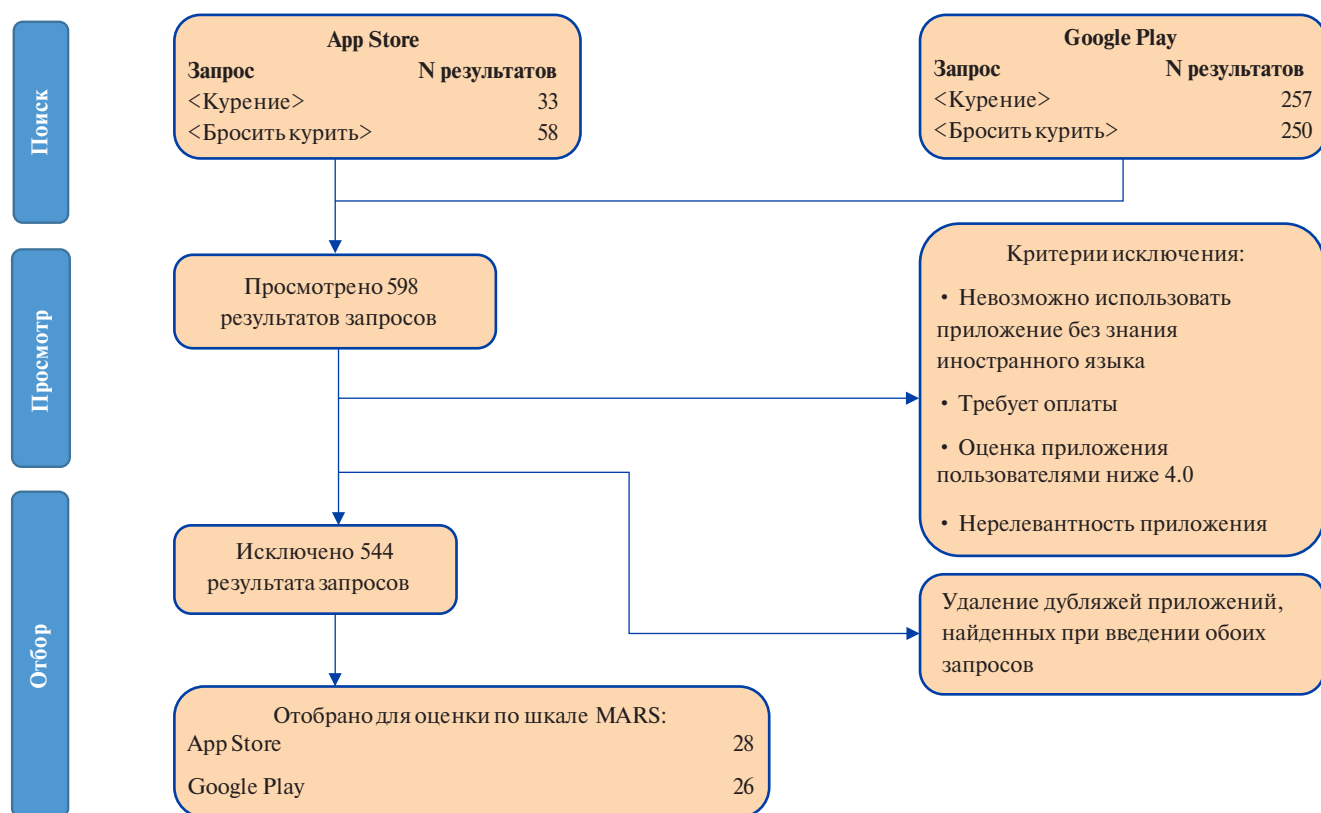 Поиск
App Store
Запрос N результатов
<Курение> 33
<Бросить курить> 58
Google Play
Запрос N результатов
<Курение> 257
<Бросить курить> 250
Просмотр
Просмотрено 598
результатов запросов
Критерии исключения:
• Невозможно использовать
приложение без знания
иностранного языка
• Требует оплаты
• Оценка приложения
пользователями ниже 4.0
• Нерелевантность приложения
Отбор
Исключено 544
результата запросов
Удаление дубляжей приложений,
найденных при введении обоих
запросов
Отобрано для оценки по шкале MARS:
App Store 28
Google Play 26